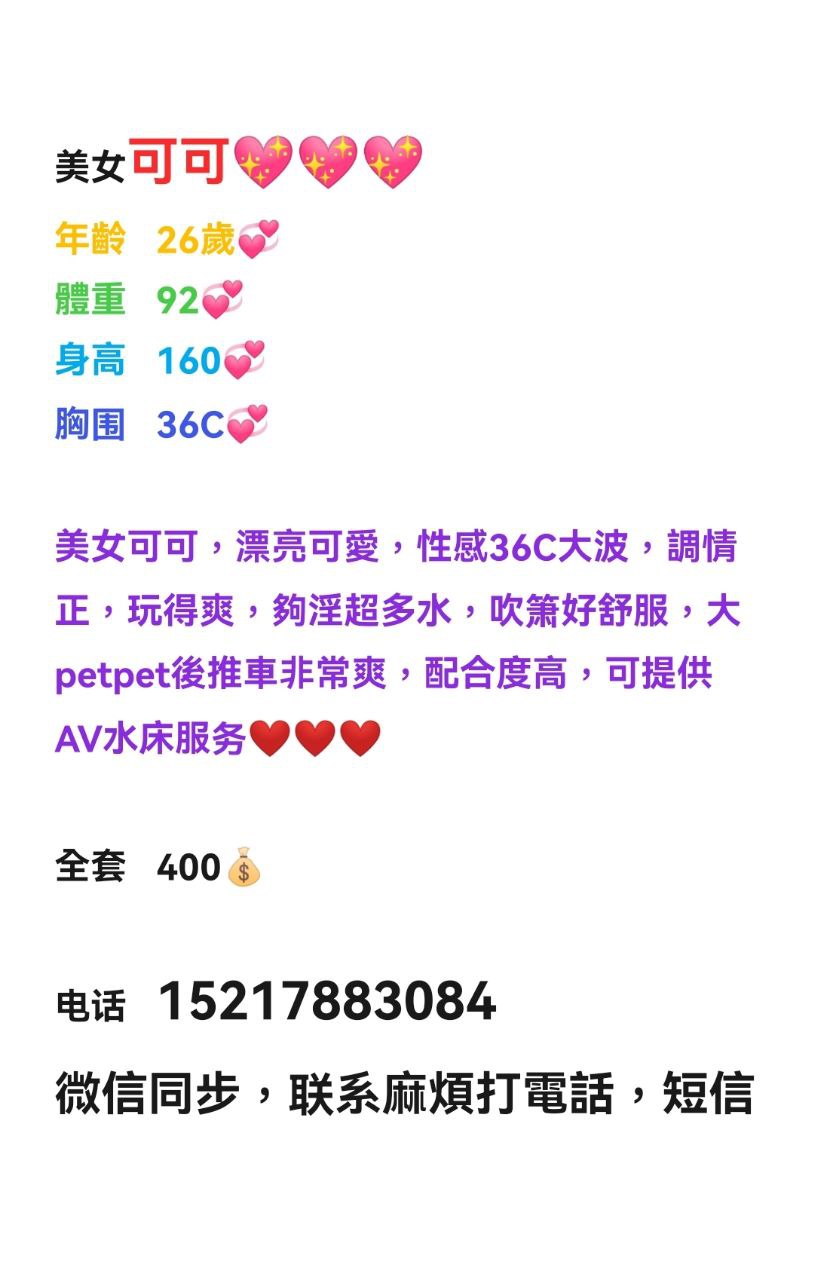 美女可可💖💖💖
年齡 26歲💞
體重 92💞
身高 160💞
胸围 36C💞
美女可可，漂亮可愛，性感36C大波，調情
正，玩得爽，夠淫超多水，吹簫好舒服，大
petpet後推車非常爽，配合度高，可提供
AV水床服务❤️❤️❤️
全套 400💰
电话 15217883084
微信同步，联系麻煩打電話，短信